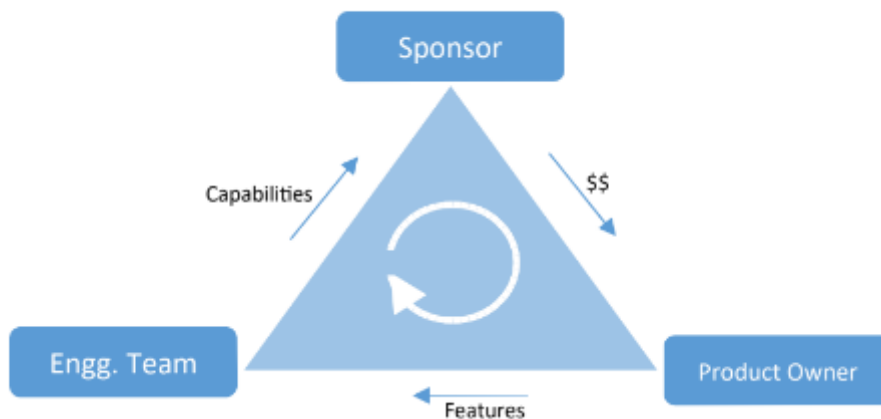 Sponsor
Capabilities
$$
Engg. Team
Product Owner
Features